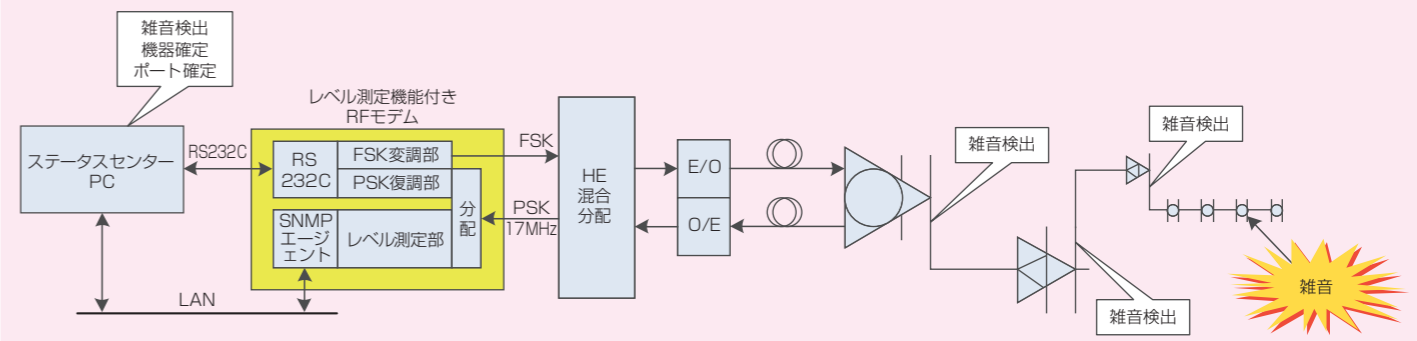 雑音検出
機器確定
ポート確定
レベル測定機能付き
RFモデム
ステータスセンター
PC
RS232C
RS
232C
FSK変調部
PSK復調部
分
配
SNMP
エージ
ェント
レベル測定部
LAN
FSK
PSK
17MHz
HE
混合
分配
E/O
O/E
雑音検出
雑音検出
雑音検出
雑音